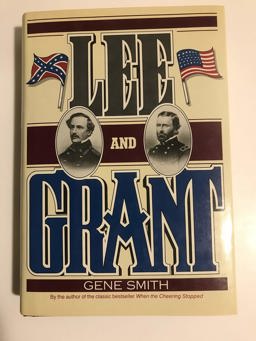 LEE
AND
GRANT
GENE SMITH
By the author of the classic bestseller When the Cheering Stopped